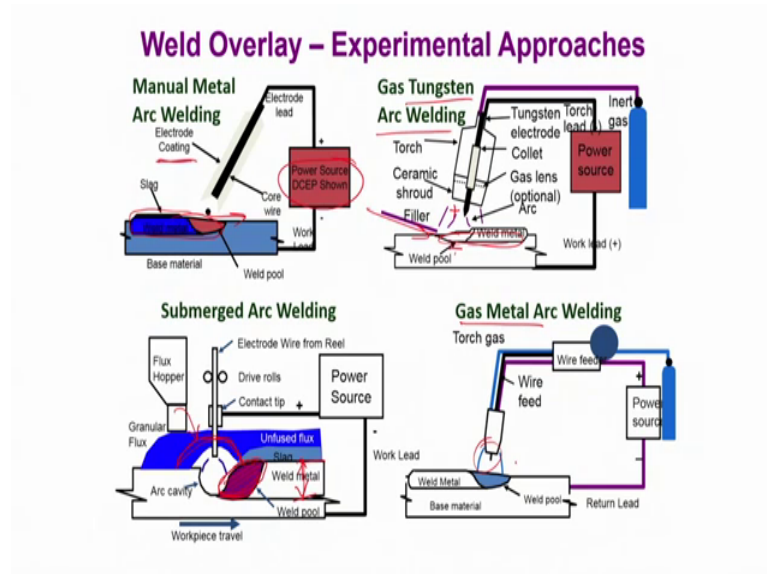 Weld Overlay – Experimental Approaches
Manual Metal
Arc Welding
Electrode
Coating
Electrode
lead
Slag
Core
wire
+
Power Source
DCEP Shown
-
Work
Base material
Weld pool
Gas Tungsten
Arc Welding
Torch
Ceramic
shroud
Filler
Tungsten
electrode
Collet
Gas lens
(optional)
Arc
Torch
lead (-)
Inert
gas
Power
source
Weld metal
Weld pool
Work lead (+)
Submerged Arc Welding
Flux
Hopper
Electrode Wire from Reel
Drive rolls
Contact tip
+
Power
Source
-
Granular
Flux
Unfused flux
Slag
Weld metal
Work Lead
Arc cavity
Weld pool
Workpiece travel
Gas Metal Arc Welding
Torch gas
Wire feeder
Wire
feed
+
Power
source
–
Weld Metal
Weld pool
Base material
Return Lead